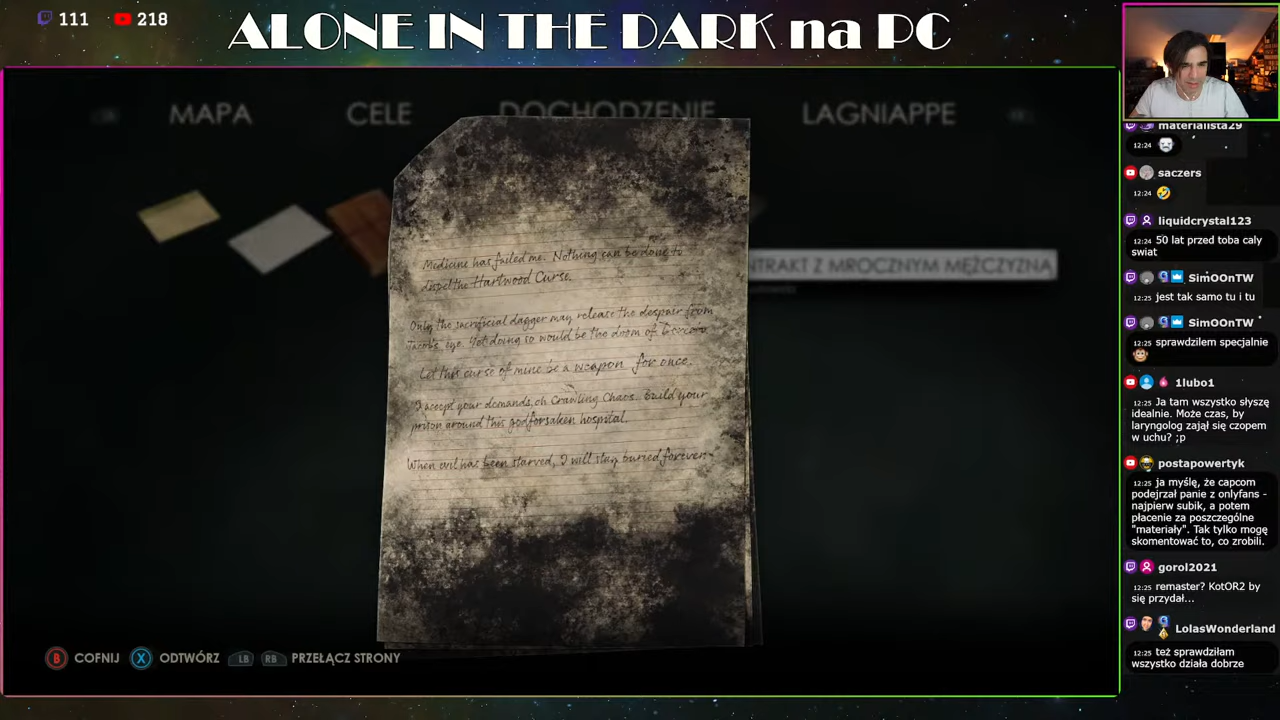 111 218
ALONE IN THE DARK na PC
MAPA CELE DOCHODZENIE LAGNIAPPE
NTRAKT Z MROCZNYM MĘŻCZYZNĄ
Medicine has failed me. Nothing can be done to
dispel the Hartwood Curse.
Only the sacrificial dagger may release the despair from
Jacob's eye. Yet doing so would be the doom of
Let this curse of mine be a weapon for once.
I accept your demands, oh Crawling Chaos. Build your
prison around this godforsaken hospital.
When evil has been starved, I will stay buried forever.
B COFNIJ X ODTWÓRZ LB RB PRZEŁĄCZ STRONY
materialista29
12:24
saczers
12:24
liquidcrystal123
12:24 50 lat przed toba caly
swiat
SimOOnTW
12:25 jest tak samo tu i tu
SimOOnTW
12:25 sprawdzilem specjalnie
1lubo1
12:25 Ja tam wszystko słyszę
idealnie. Może czas, by
laryngolog zajął się czopem
w uchu? ;p
postapowertyk
12:25 ja myślę, że capcom
podejrzał panie z onlyfans -
najpierw subik, a potem
płacenie za poszczególne
"materiały". Tak tylko mogę
skomentować to, co zrobili.
gorol2021
12:25 remaster? KotOR2 by
się przydał...
LolasWonderland
12:25 też sprawdziłam
wszystko działa dobrze